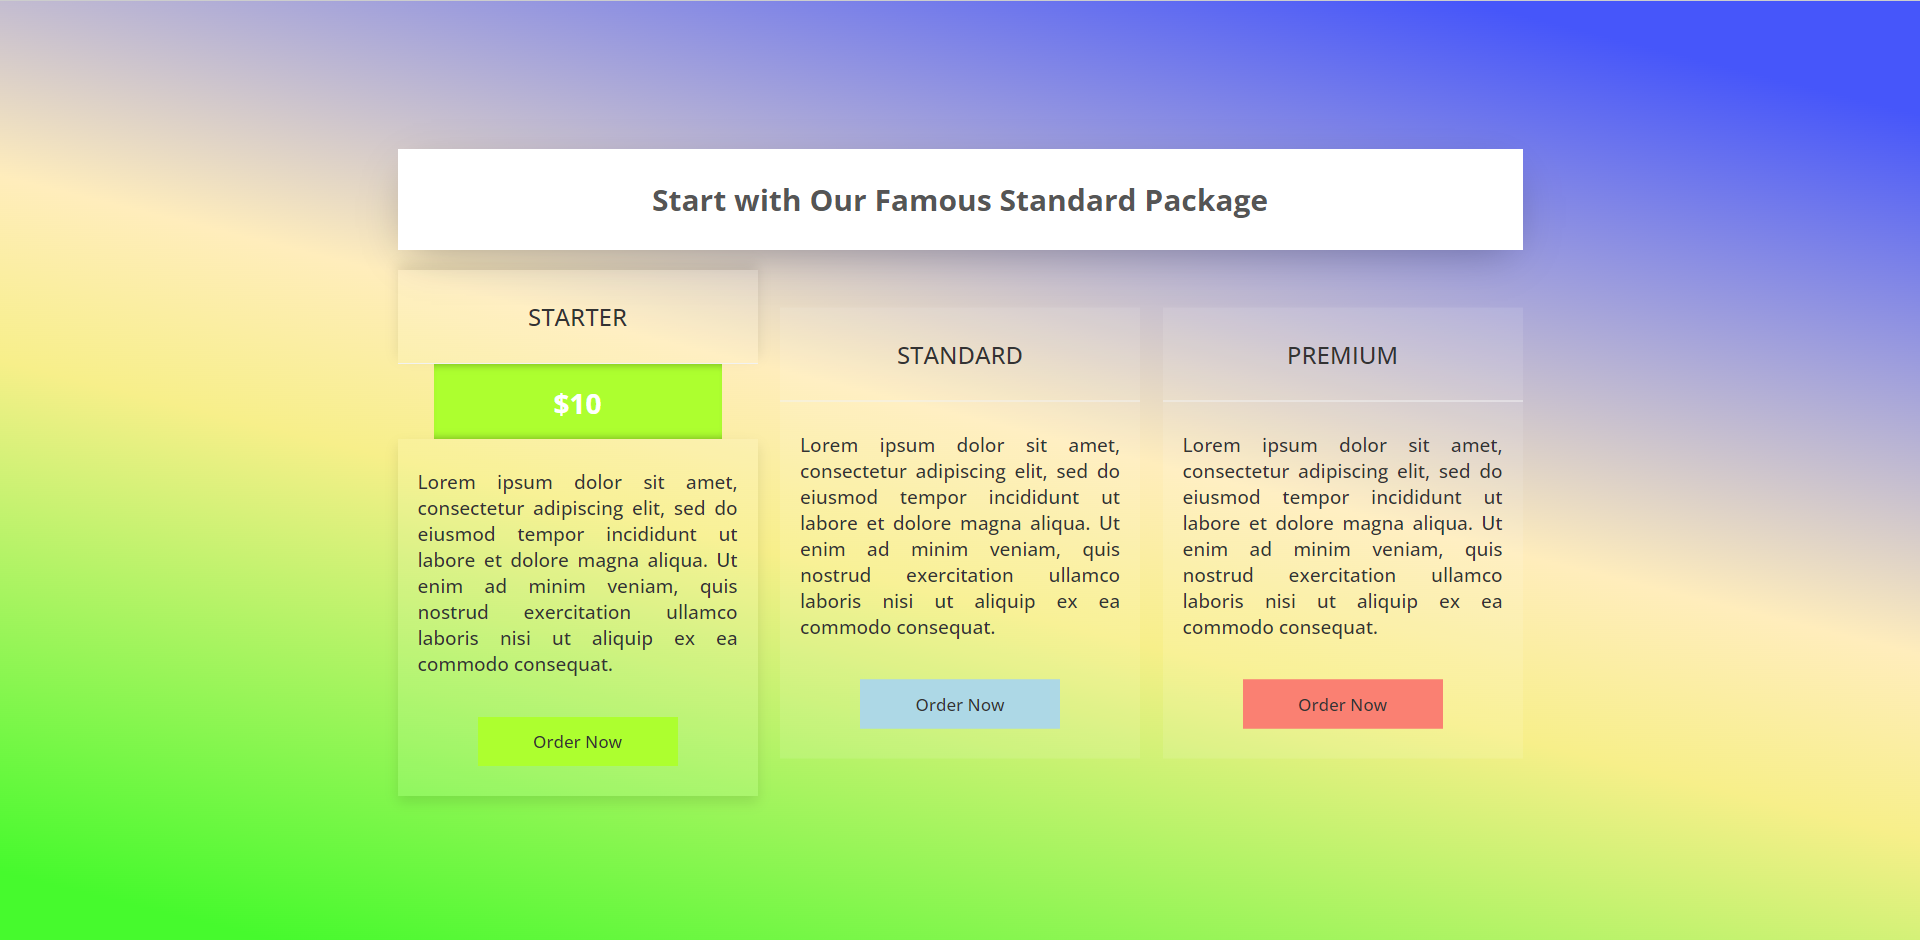 Start with Our Famous Standard Package
STARTER
$10
Lorem ipsum dolor sit amet,
consectetur adipiscing elit, sed do
eiusmod tempor incididunt ut
labore et dolore magna aliqua. Ut
enim ad minim veniam, quis
nostrud exercitation ullamco
laboris nisi ut aliquip ex ea
commodo consequat.
Order Now
STANDARD
Lorem ipsum dolor sit amet,
consectetur adipiscing elit, sed do
eiusmod tempor incididunt ut
labore et dolore magna aliqua. Ut
enim ad minim veniam, quis
nostrud exercitation ullamco
laboris nisi ut aliquip ex ea
commodo consequat.
Order Now
PREMIUM
Lorem ipsum dolor sit amet,
consectetur adipiscing elit, sed do
eiusmod tempor incididunt ut
labore et dolore magna aliqua. Ut
enim ad minim veniam, quis
nostrud exercitation ullamco
laboris nisi ut aliquip ex ea
commodo consequat.
Order Now